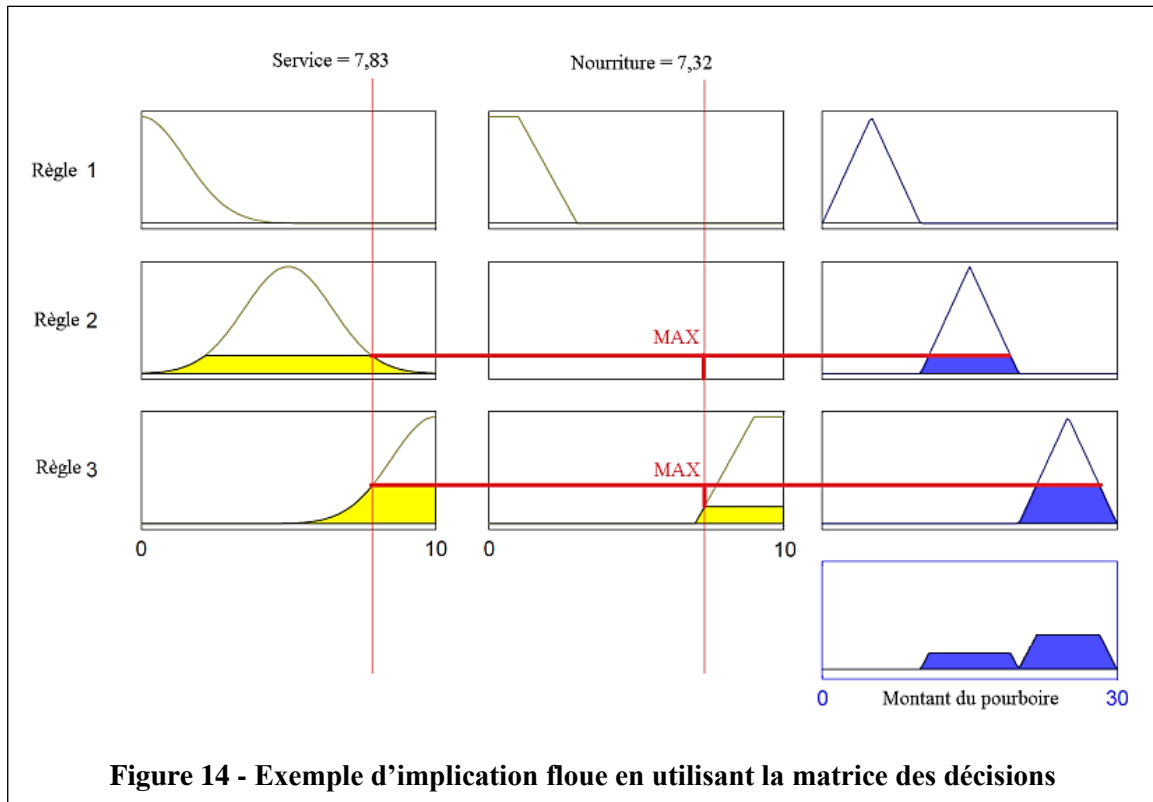 Service = 7,83
Nourriture = 7,32
Règle 1
Règle 2
MAX
Règle 3
MAX
0
10
0
10
0
30
Montant du pourboire
Figure 14 - Exemple d'implication floue en utilisant la matrice des décisions